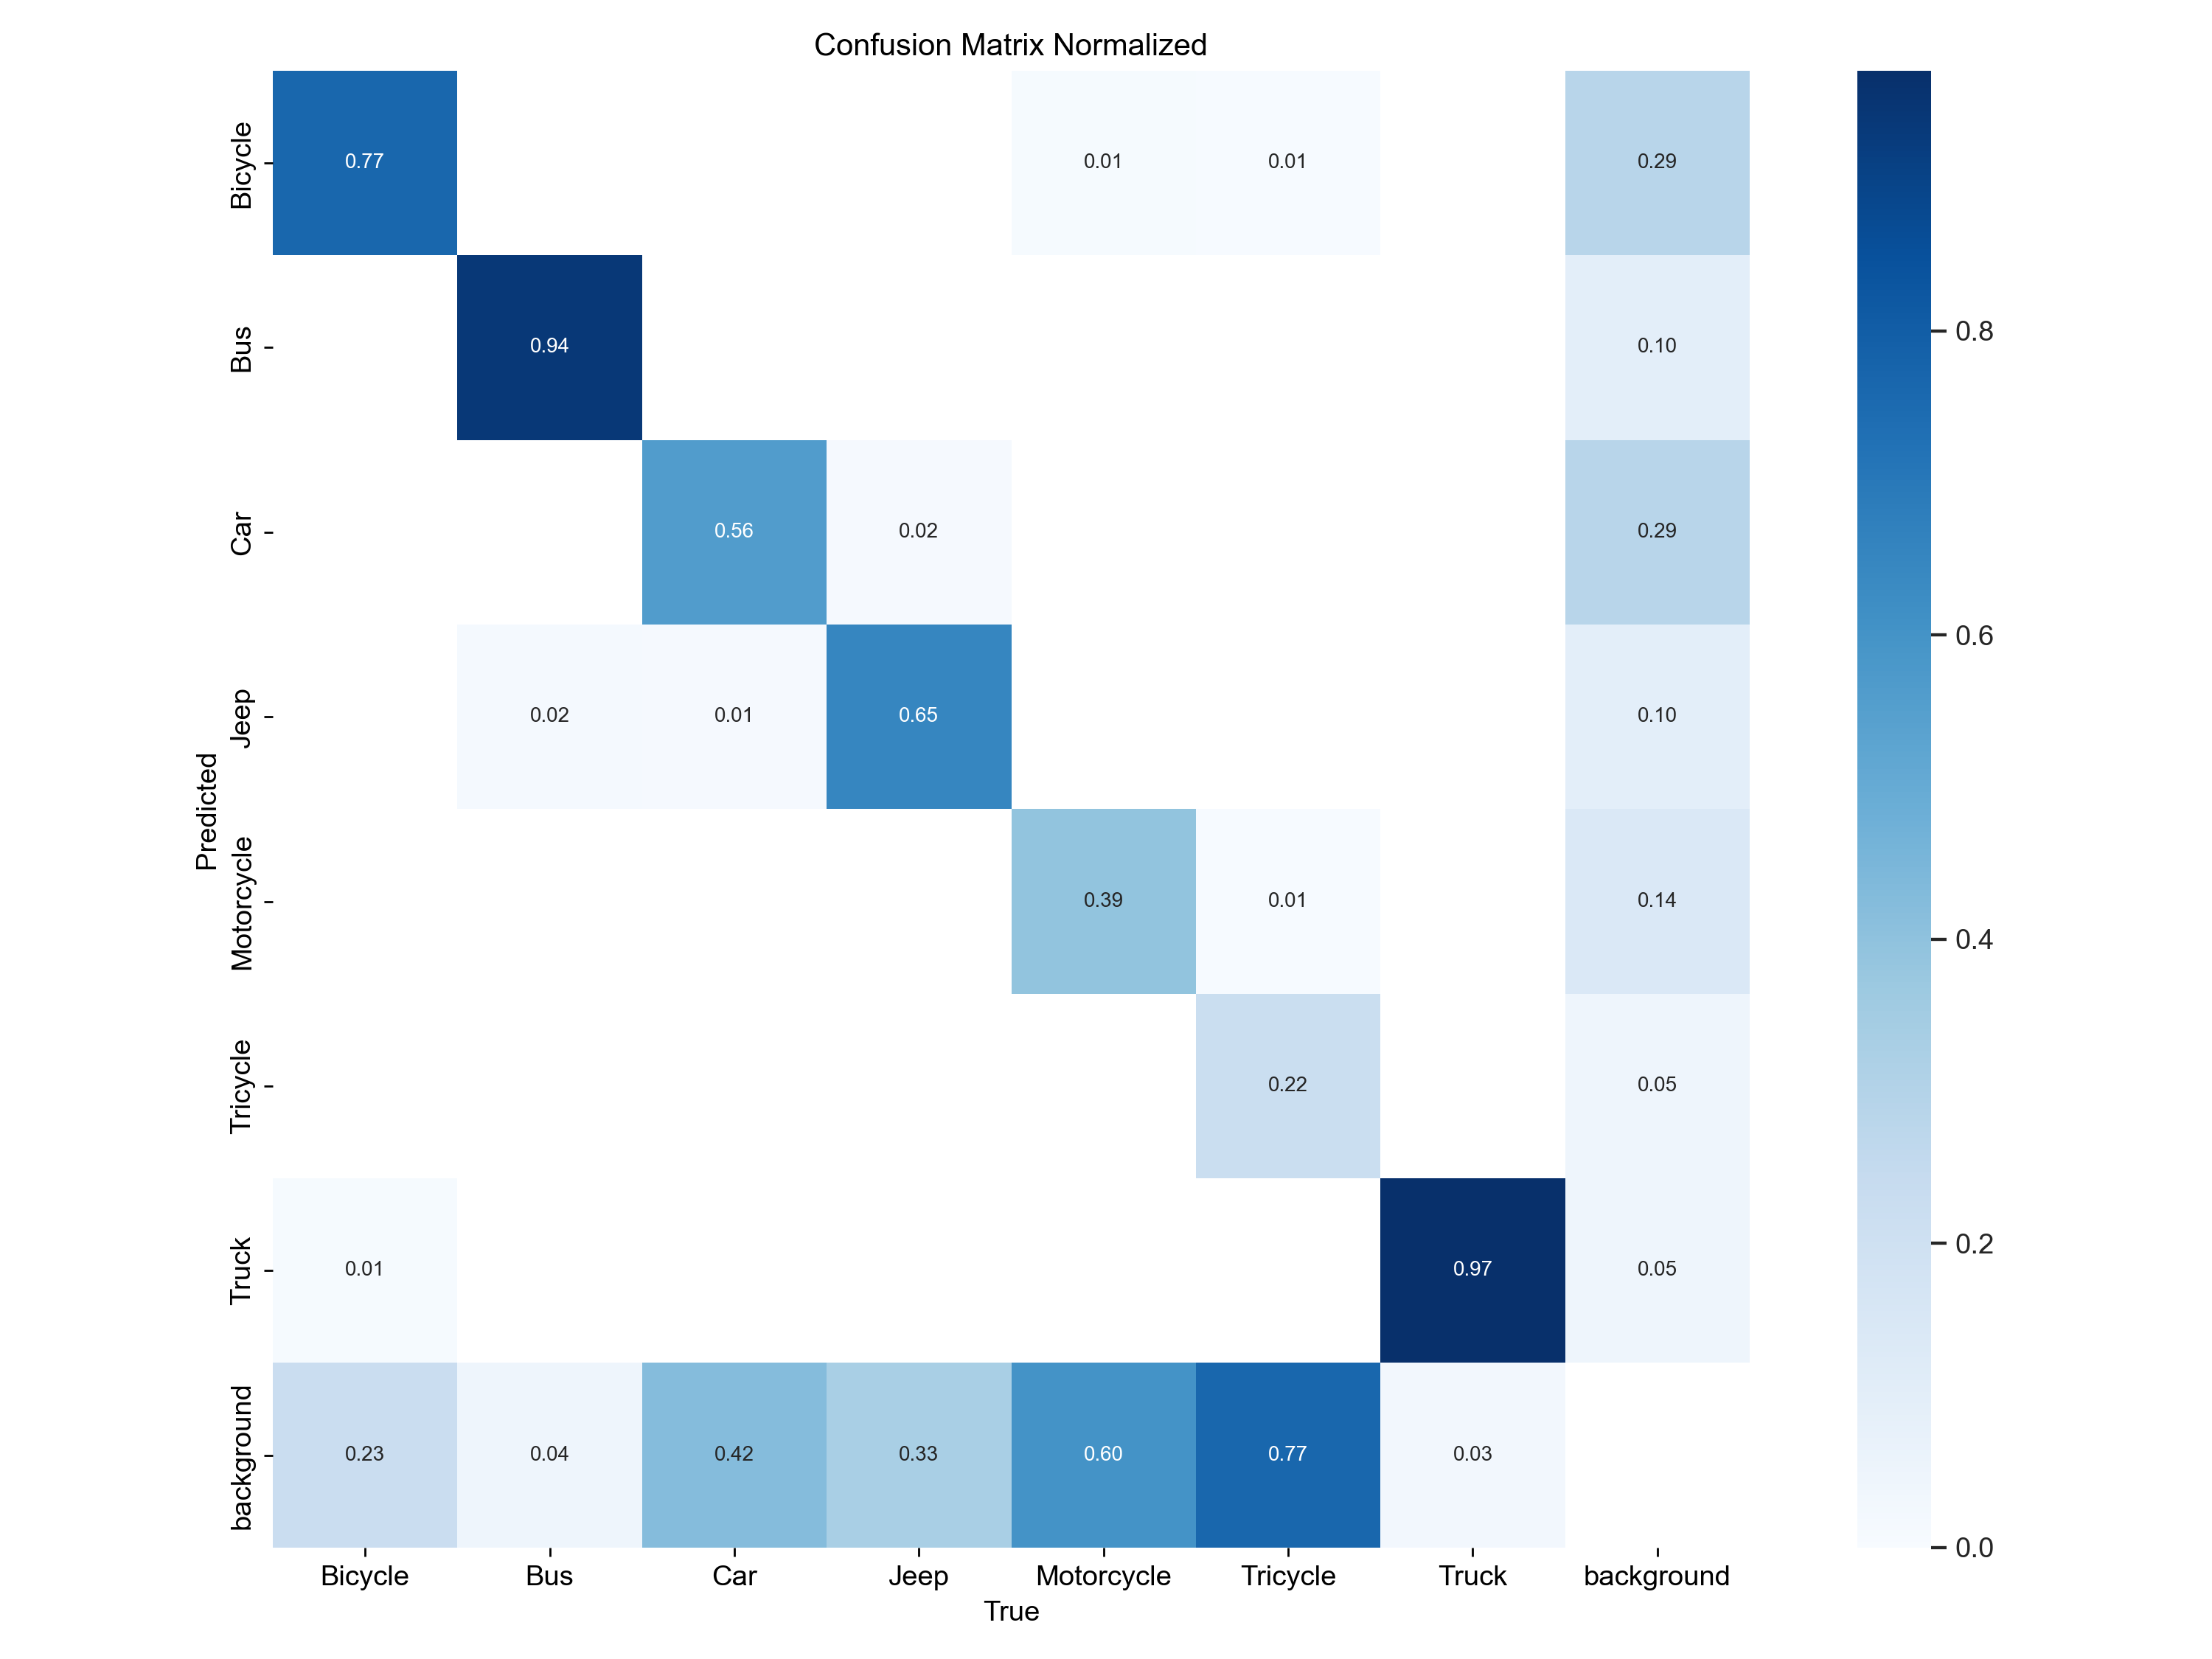 Confusion Matrix Normalized
Bicycle 0.77 0.01 0.01 0.29
Bus 0.94 0.10
Car 0.56 0.02 0.29
Jeep 0.02 0.01 0.65 0.10
Motorcycle 0.39 0.01 0.14
Tricycle 0.22 0.05
Truck 0.01 0.97 0.05
background 0.23 0.04 0.42 0.33 0.60 0.77 0.03
Predicted
Bicycle Bus Car Jeep Motorcycle Tricycle Truck background
True
0.8
0.6
0.4
0.2
0.0